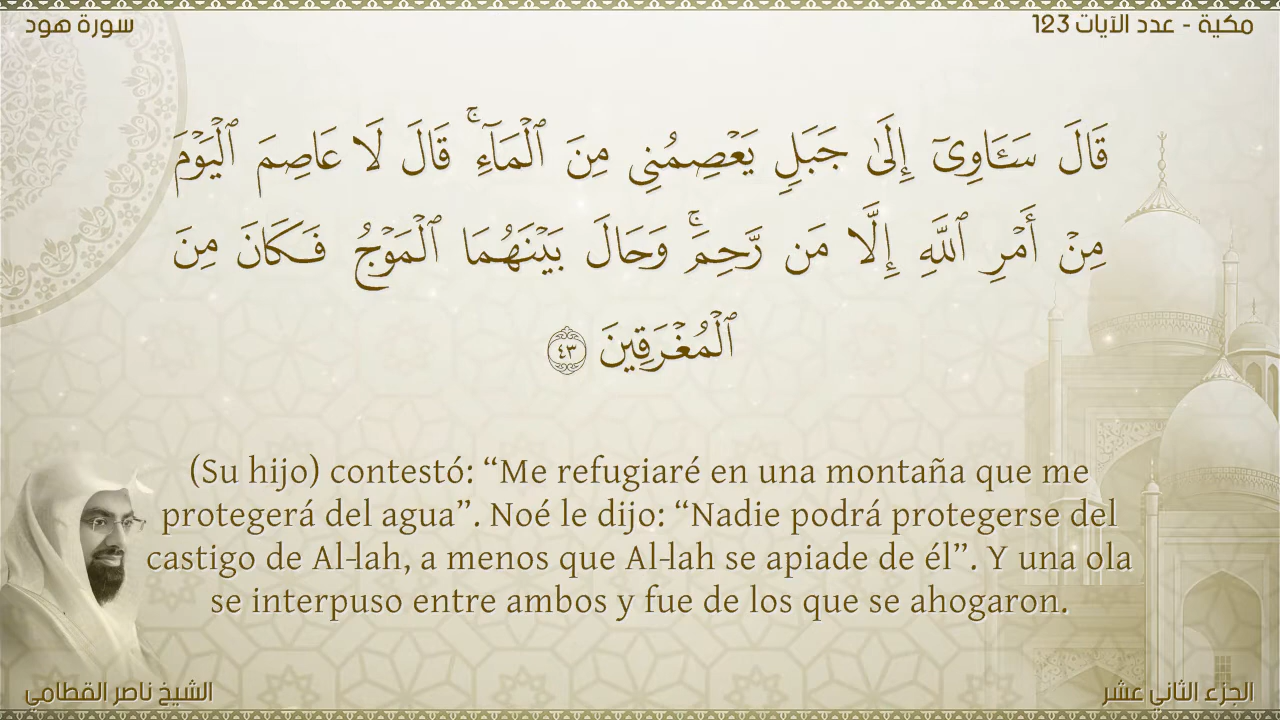 سورة هود
مكية - عدد الآيات 123
قَالَ سَـَٔاوِىٓ إِلَىٰ جَبَلٍ يَعْصِمُنِى مِنَ ٱلْمَآءِ ۚ قَالَ لَا عَاصِمَ ٱلْيَوْمَ
مِنْ أَمْرِ ٱللَّهِ إِلَّا مَن رَّحِمَ ۚ وَحَالَ بَيْنَهُمَا ٱلْمَوْجُ فَكَانَ مِنَ
ٱلْمُغْرَقِينَ ٤٣
(Su hijo) contestó: “Me refugiaré en una montaña que me
protegerá del agua”. Noé le dijo: “Nadie podrá protegerse del
castigo de Al-lah, a menos que Al-lah se apiade de él”. Y una ola
se interpuso entre ambos y fue de los que se ahogaron.
الشيخ ناصر القطامي
الجزء الثاني عشر